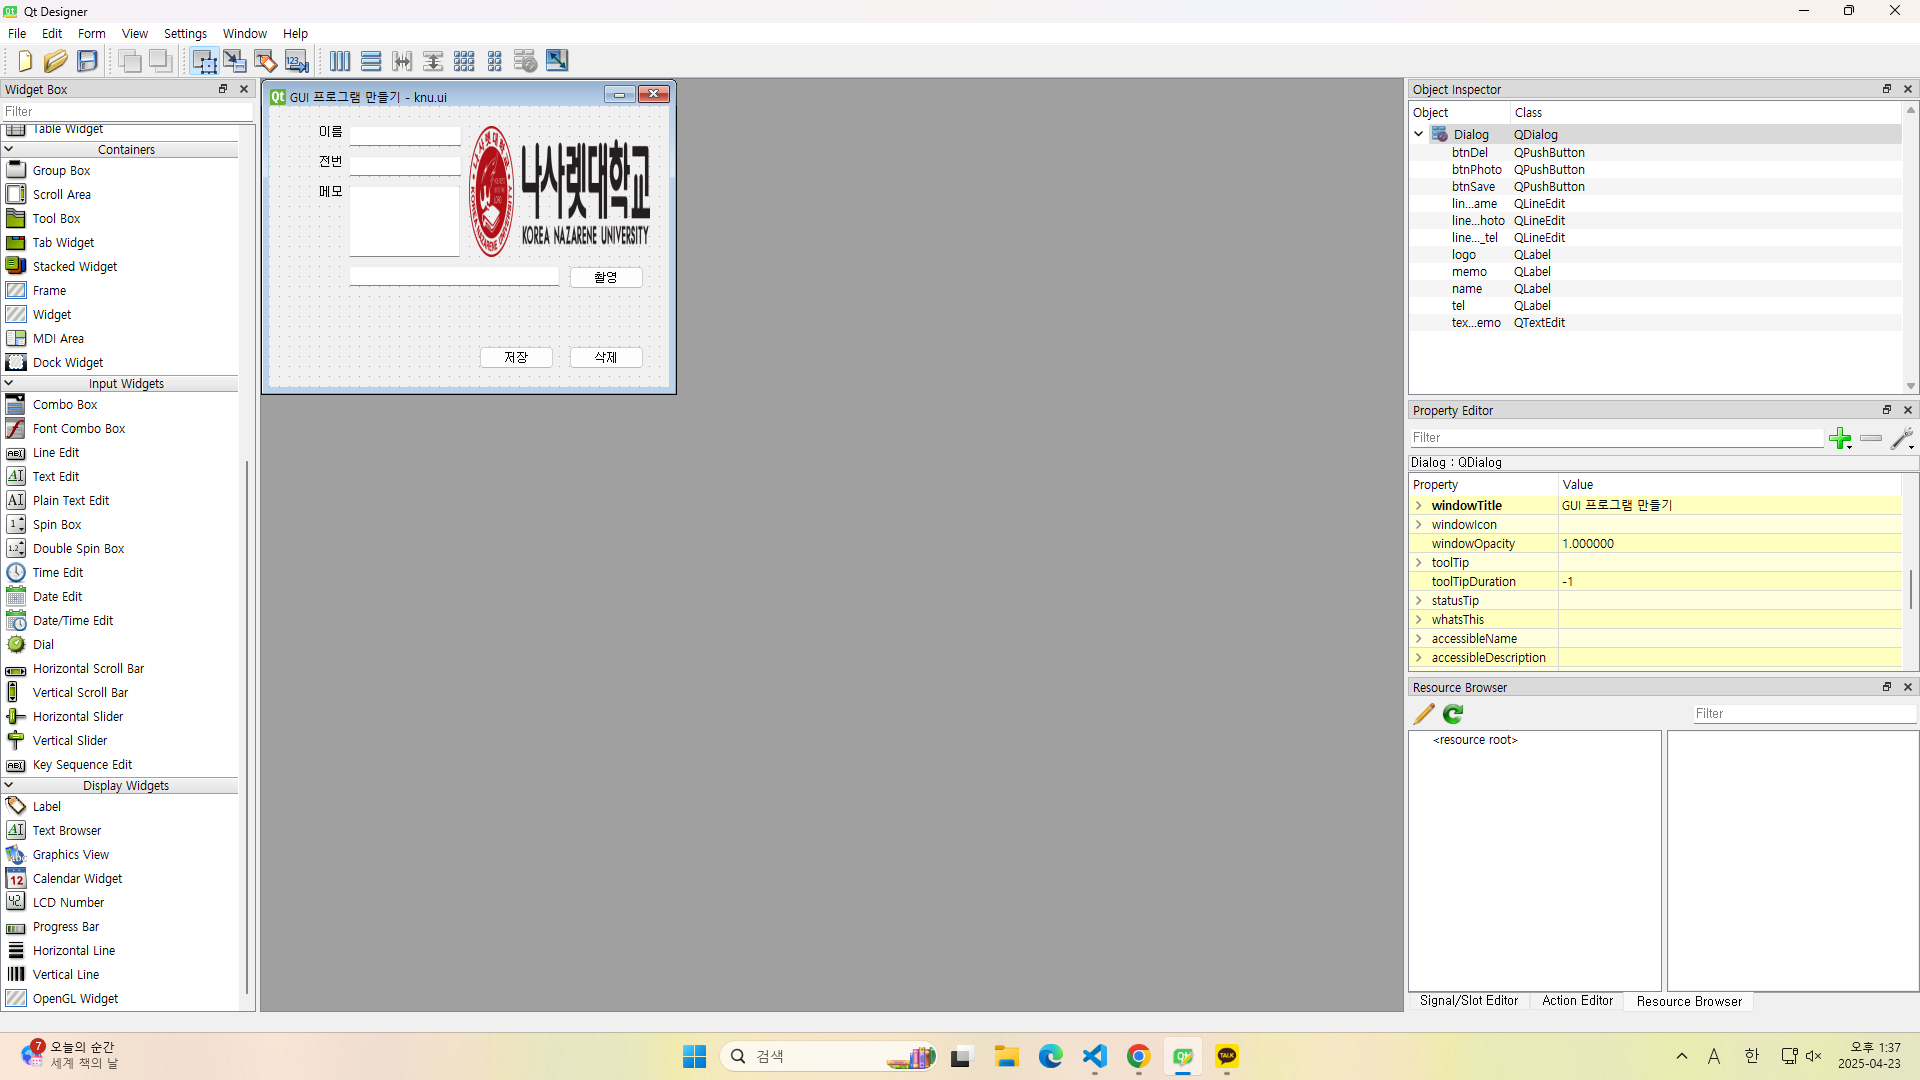 Qt Designer
File Edit Form View Settings Window Help
Widget Box
Filter
Table Widget
Containers
Group Box
Scroll Area
Tool Box
Tab Widget
Stacked Widget
Frame
Widget
MDI Area
Dock Widget
Input Widgets
Combo Box
Font Combo Box
Line Edit
Text Edit
Plain Text Edit
Spin Box
Double Spin Box
Time Edit
Date Edit
Date/Time Edit
Dial
Horizontal Scroll Bar
Vertical Scroll Bar
Horizontal Slider
Vertical Slider
Key Sequence Edit
Display Widgets
Label
Text Browser
Graphics View
Calendar Widget
LCD Number
Progress Bar
Horizontal Line
Vertical Line
OpenGL Widget
GUI 프로그램 만들기 - knu.ui
이름
전번
메모
나사렛대학교
KOREA NAZARENE UNIVERSITY
촬영
저장 삭제
Object Inspector
Object Class
Dialog QDialog
btnDel QPushButton
btnPhoto QPushButton
btnSave QPushButton
lin...ame QLineEdit
line...hoto QLineEdit
line..._tel QLineEdit
logo QLabel
memo QLabel
name QLabel
tel QLabel
tex...emo QTextEdit
Property Editor
Filter
Dialog : QDialog
Property Value
windowTitle GUI 프로그램 만들기
windowIcon
windowOpacity 1.000000
toolTip
toolTipDuration -1
statusTip
whatsThis
accessibleName
accessibleDescription
Resource Browser
Filter
<resource root>
Signal/Slot Editor Action Editor Resource Browser
7 오늘의 순간
세계 책의 날
검색
TALK
A 한
오후 1:37
2025-04-23